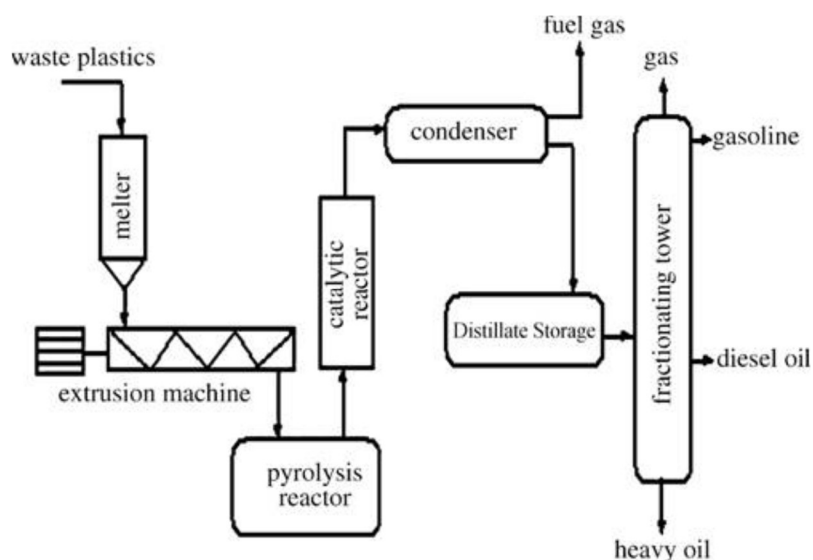 fuel gas
waste plastics
gas
condenser
gasoline
melter
catalytic
reactor
fractionating tower
Distillate Storage
diesel oil
extrusion machine
pyrolysis
reactor
heavy oil